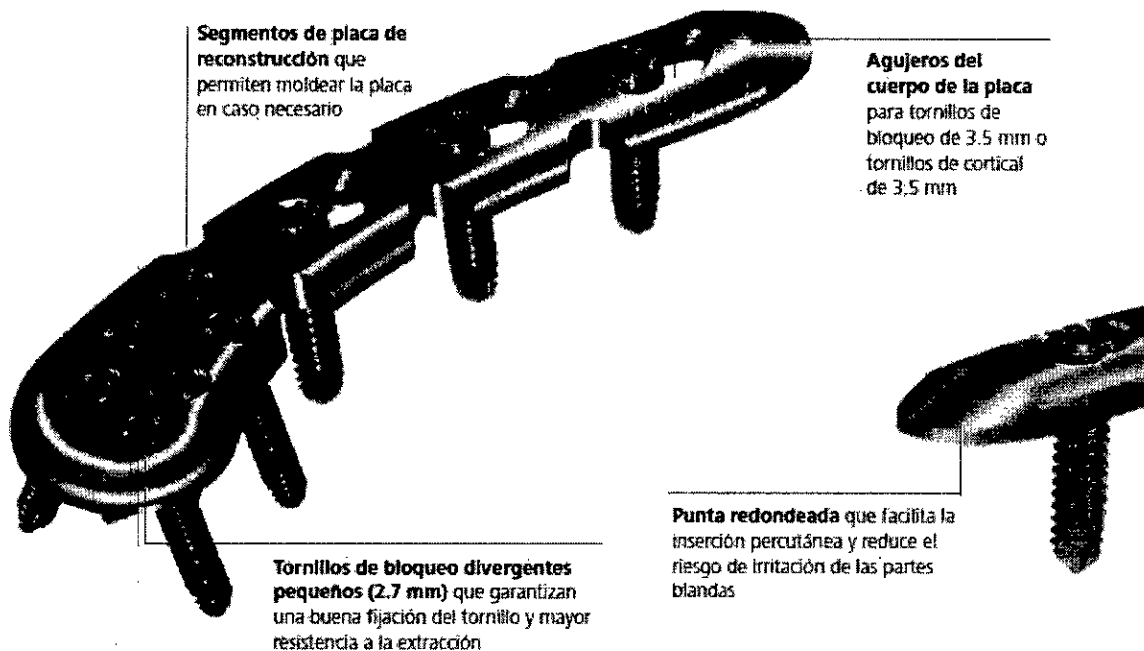 Segmentos de placa de
reconstrucción que
permiten moldear la placa
en caso necesario
Agujeros del
cuerpo de la placa
para tornillos de
bloqueo de 3.5 mm o
tornillos de cortical
de 3.5 mm
Punta redondeada que facilita la
inserción percutánea y reduce el
riesgo de irritación de las partes
blandas
Tornillos de bloqueo divergentes
pequeños (2.7 mm) que garantizan
una buena fijación del tornillo y mayor
resistencia a la extracción